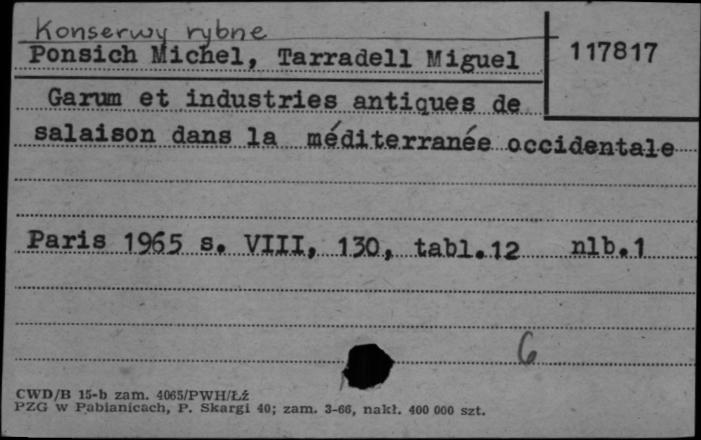 Konserwy rybne
Ponsich Michel, Tarradell Miguel
117817
Garum et industries antiques de
salaison dans la méditerranée occidentale
Paris 1965 s. VIII, 130, tabl.12 nlb.1
6
CWD/B 15-b zam. 4065/PWH/Łź
PZG w Pabianicach, P. Skargi 40; zam. 3-66, nakł. 400 000 szt.